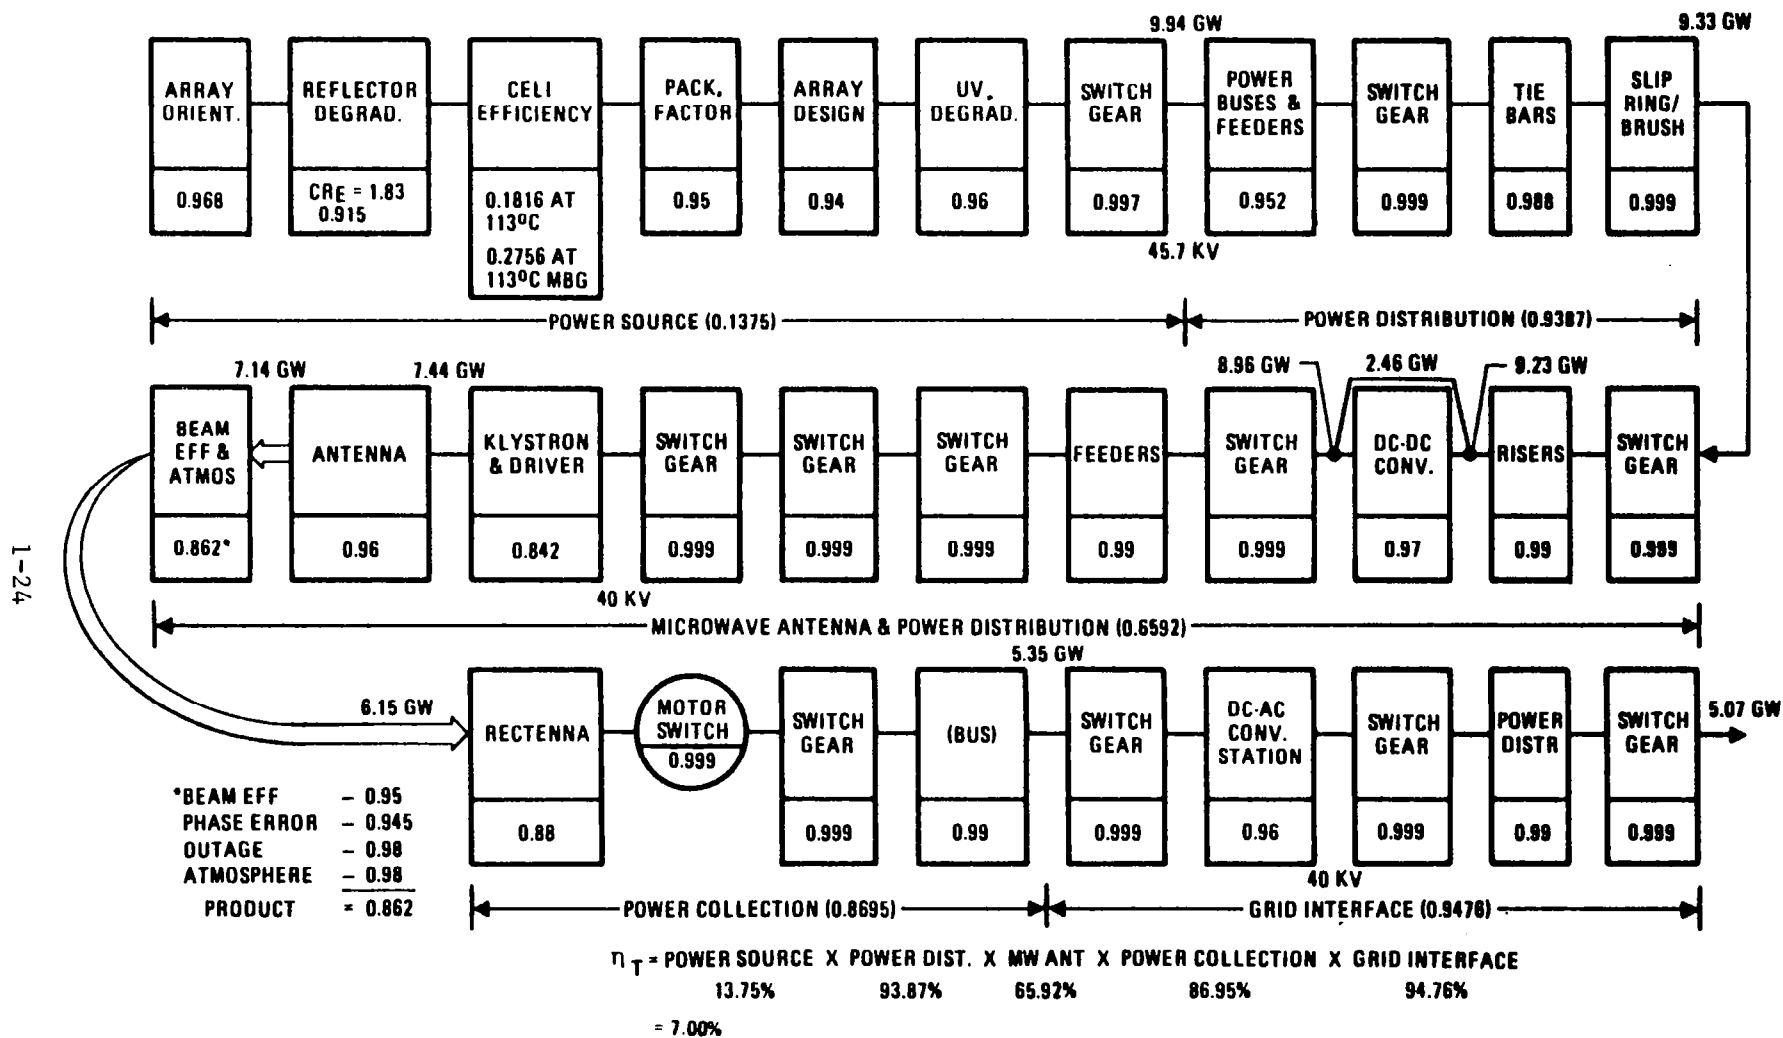 9.94 GW
9.33 GW
ARRAY
ORIENT.
0.968
REFLECTOR
DEGRAD.
CRE = 1.83
0.915
CELI
EFFICIENCY
0.1816 AT
113ºC
0.2756 AT
113ºC MBG
PACK,
FACTOR
0.95
ARRAY
DESIGN
0.94
UV.
DEGRAD.
0.96
SWITCH
GEAR
0.997
POWER
BUSES &
FEEDERS
0.952
SWITCH
GEAR
0.999
TIE
BARS
0.988
SLIP
RING/
BRUSH
0.999
45.7 KV
POWER SOURCE (0.1375)
POWER DISTRIBUTION (0.9387)
7.14 GW
7.44 GW
8.96 GW
2.46 GW
9.23 GW
BEAM
EFF &
ATMOS
0.862*
ANTENNA
0.96
KLYSTRON
& DRIVER
0.842
SWITCH
GEAR
0.999
SWITCH
GEAR
0.999
SWITCH
GEAR
0.999
FEEDERS
0.99
SWITCH
GEAR
0.999
DC-DC
CONV.
0.97
RISERS
0.99
SWITCH
GEAR
0.999
40 KV
MICROWAVE ANTENNA & POWER DISTRIBUTION (0.6592)
5.35 GW
6.15 GW
RECTENNA
0.88
MOTOR
SWITCH
0.999
SWITCH
GEAR
0.999
(BUS)
0.99
SWITCH
GEAR
0.999
DC-AC
CONV.
STATION
0.96
SWITCH
GEAR
0.999
POWER
DISTR
0.99
SWITCH
GEAR
0.999
5.07 GW
40 KV
*BEAM EFF – 0.95
PHASE ERROR – 0.945
OUTAGE – 0.98
ATMOSPHERE – 0.98
PRODUCT = 0.862
POWER COLLECTION (0.8695)
GRID INTERFACE (0.9476)
ηT = POWER SOURCE X POWER DIST. X MW ANT X POWER COLLECTION X GRID INTERFACE
13.75% 93.87% 65.92% 86.95% 94.76%
= 7.00%
1-24